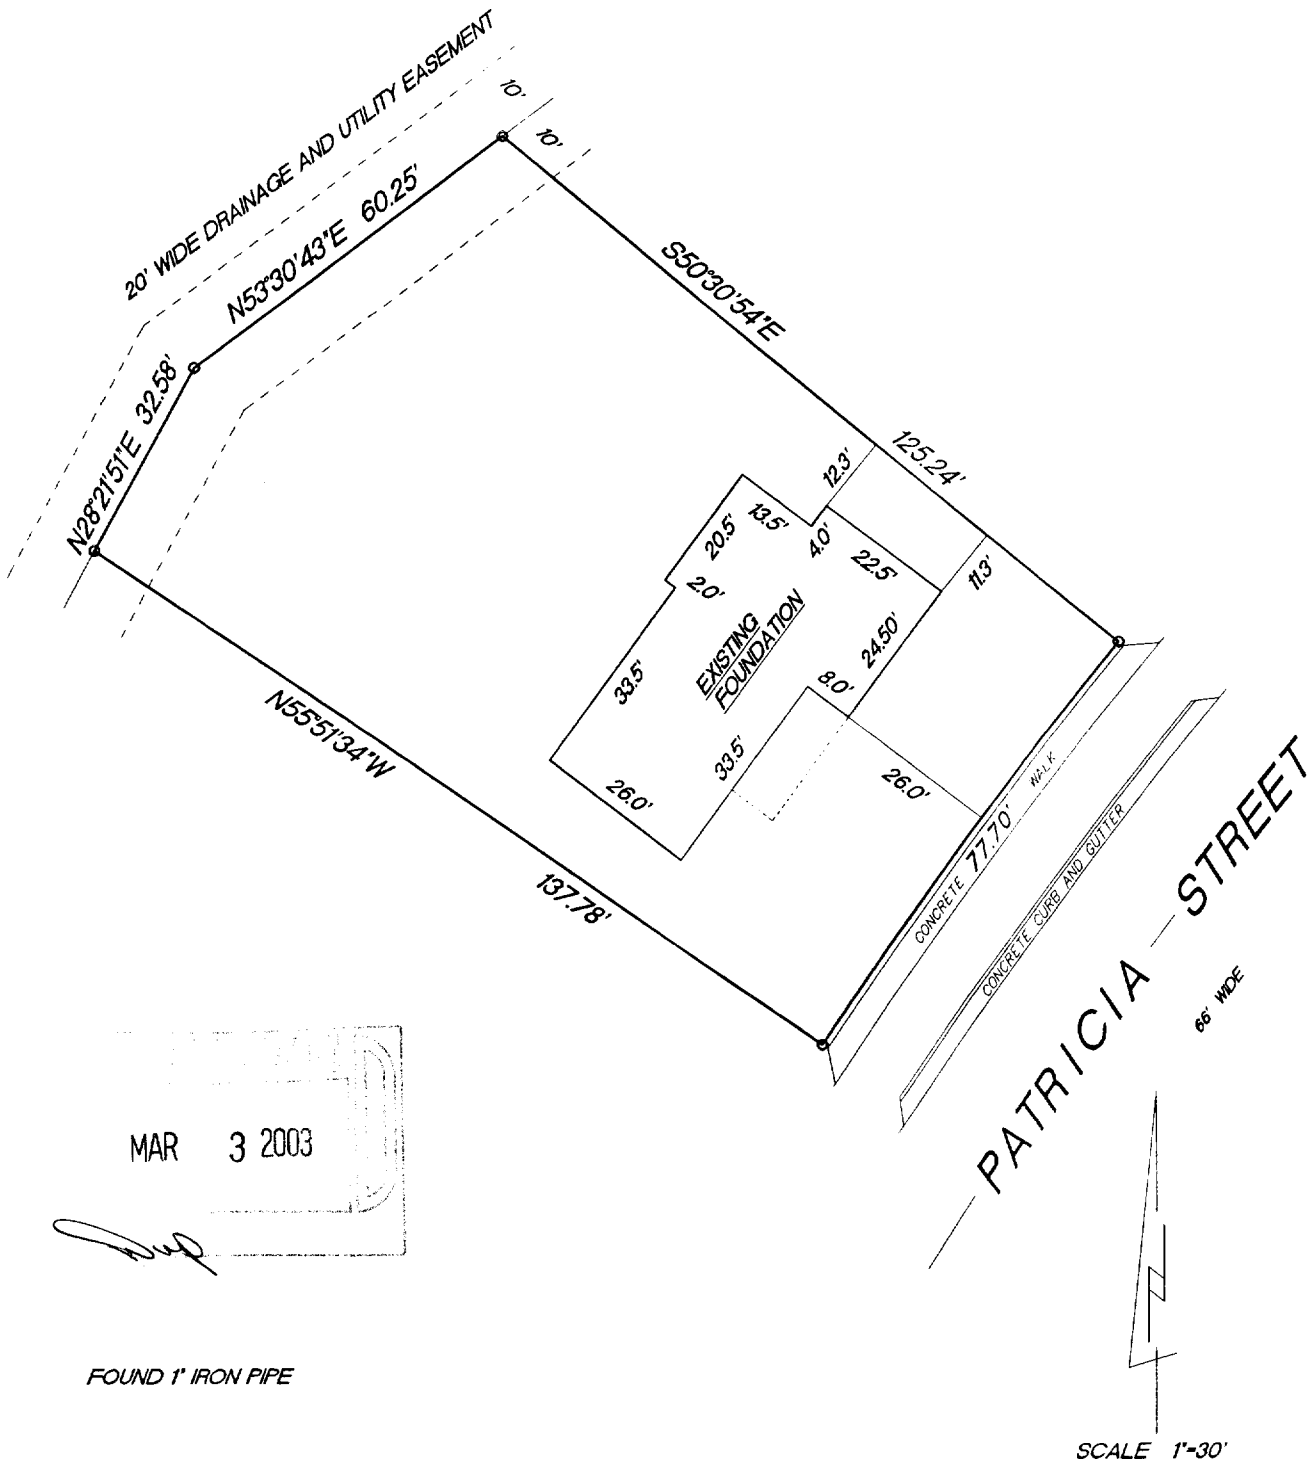 20' WIDE DRAINAGE AND UTILITY EASEMENT
10'
10'
N53°30'43"E 60.25'
N28°21'51"E 32.58'
S50°30'54"E
125.24'
12.3'
13.5'
20.5'
4.0'
22.5'
2.0'
11.3'
EXISTING
FOUNDATION
24.50'
33.5'
8.0'
33.5'
26.0'
26.0'
N55°51'34"W
137.78'
CONCRETE 77.70' WALK
CONCRETE CURB AND GUTTER
PATRICIA STREET
66' WIDE
MAR 3 2003
FOUND 1" IRON PIPE
SCALE 1"=30'